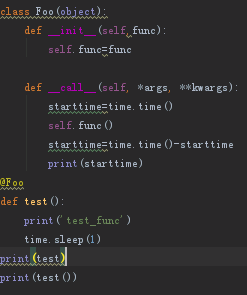 class Foo(object):
    def __init__(self,func):
        self.func=func

    def __call__(self, *args, **kwargs):
        starttime=time.time()
        self.func()
        starttime=time.time()-starttime
        print(starttime)
@Foo
def test():
    print('test_func')
    time.sleep(1)
print(test)
print(test())